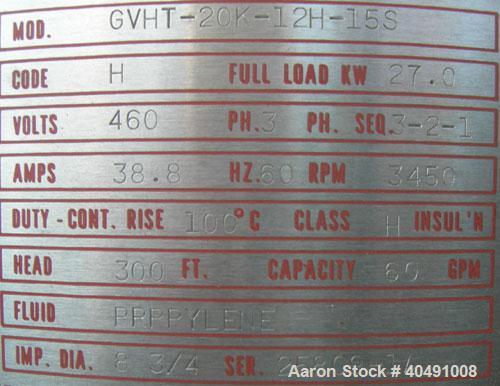 MOD. GVHT-20K-12H-15S
CODE H FULL LOAD KW 27.0
VOLTS 460 PH. 3 PH. SEQ. 3-2-1
AMPS 38.8 HZ. 60 RPM 3450
DUTY - CONT. RISE 100°C CLASS H INSUL'N
HEAD 300 FT. CAPACITY 60 GPM
FLUID PRPPYLENE
IMP. DIA. 8 3/4 SER.
Aaron Stock # 40491008